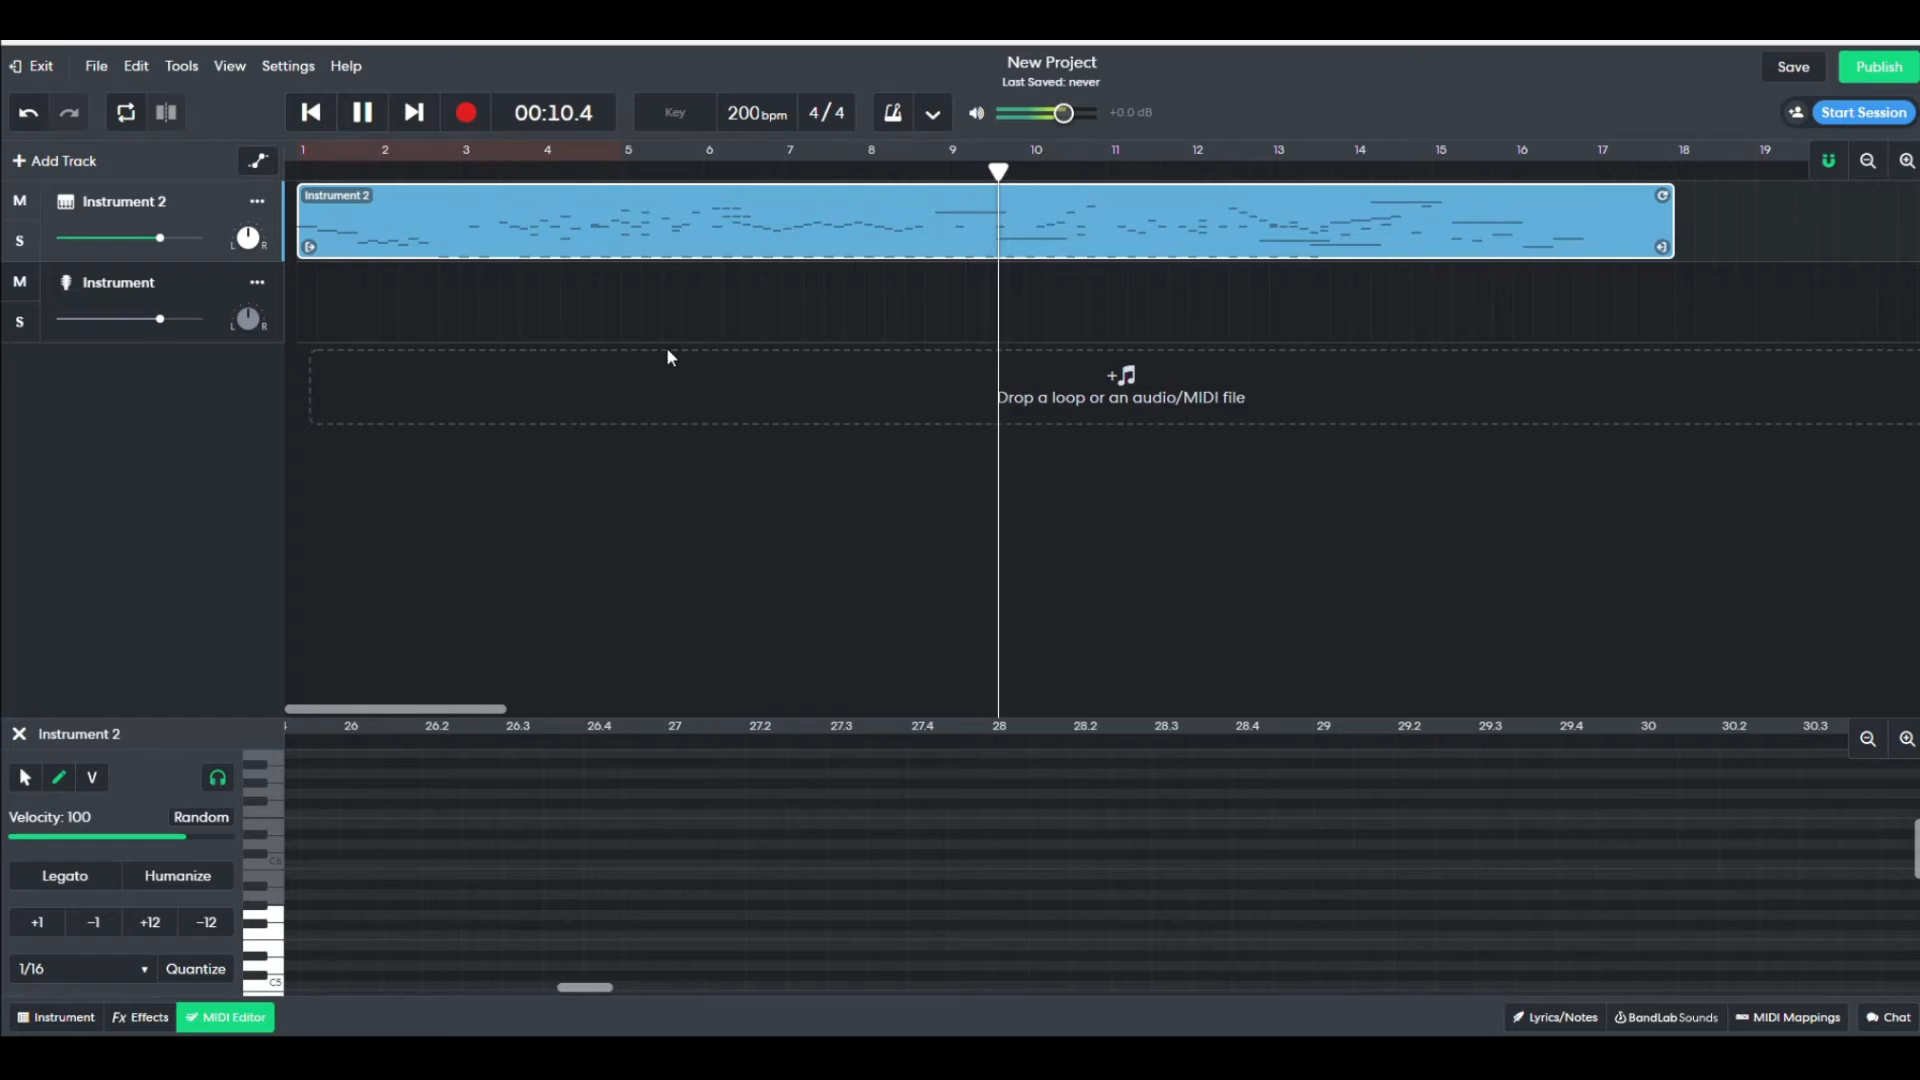 Exit File Edit Tools View Settings Help
New Project
Last Saved: never
Save Publish
00:10.4 Key 200bpm 4/4 +0.0 dB Start Session
+ Add Track 1 2 3 4 5 6 7 8 9 10 11 12 13 14 15 16 17 18 19
M Instrument 2 •••
Instrument 2
S L R
M Instrument •••
S L R
Drop a loop or an audio/MIDI file
Instrument 2 26 26.2 26.3 26.4 27 27.2 27.3 27.4 28 28.2 28.3 28.4 29 29.2 29.3 29.4 30 30.2 30.3
V
Velocity: 100 Random
C6
Legato Humanize
+1 -1 +12 -12
1/16 Quantize
C5
Instrument Fx Effects MIDI Editor Lyrics/Notes BandLab Sounds MIDI Mappings Chat